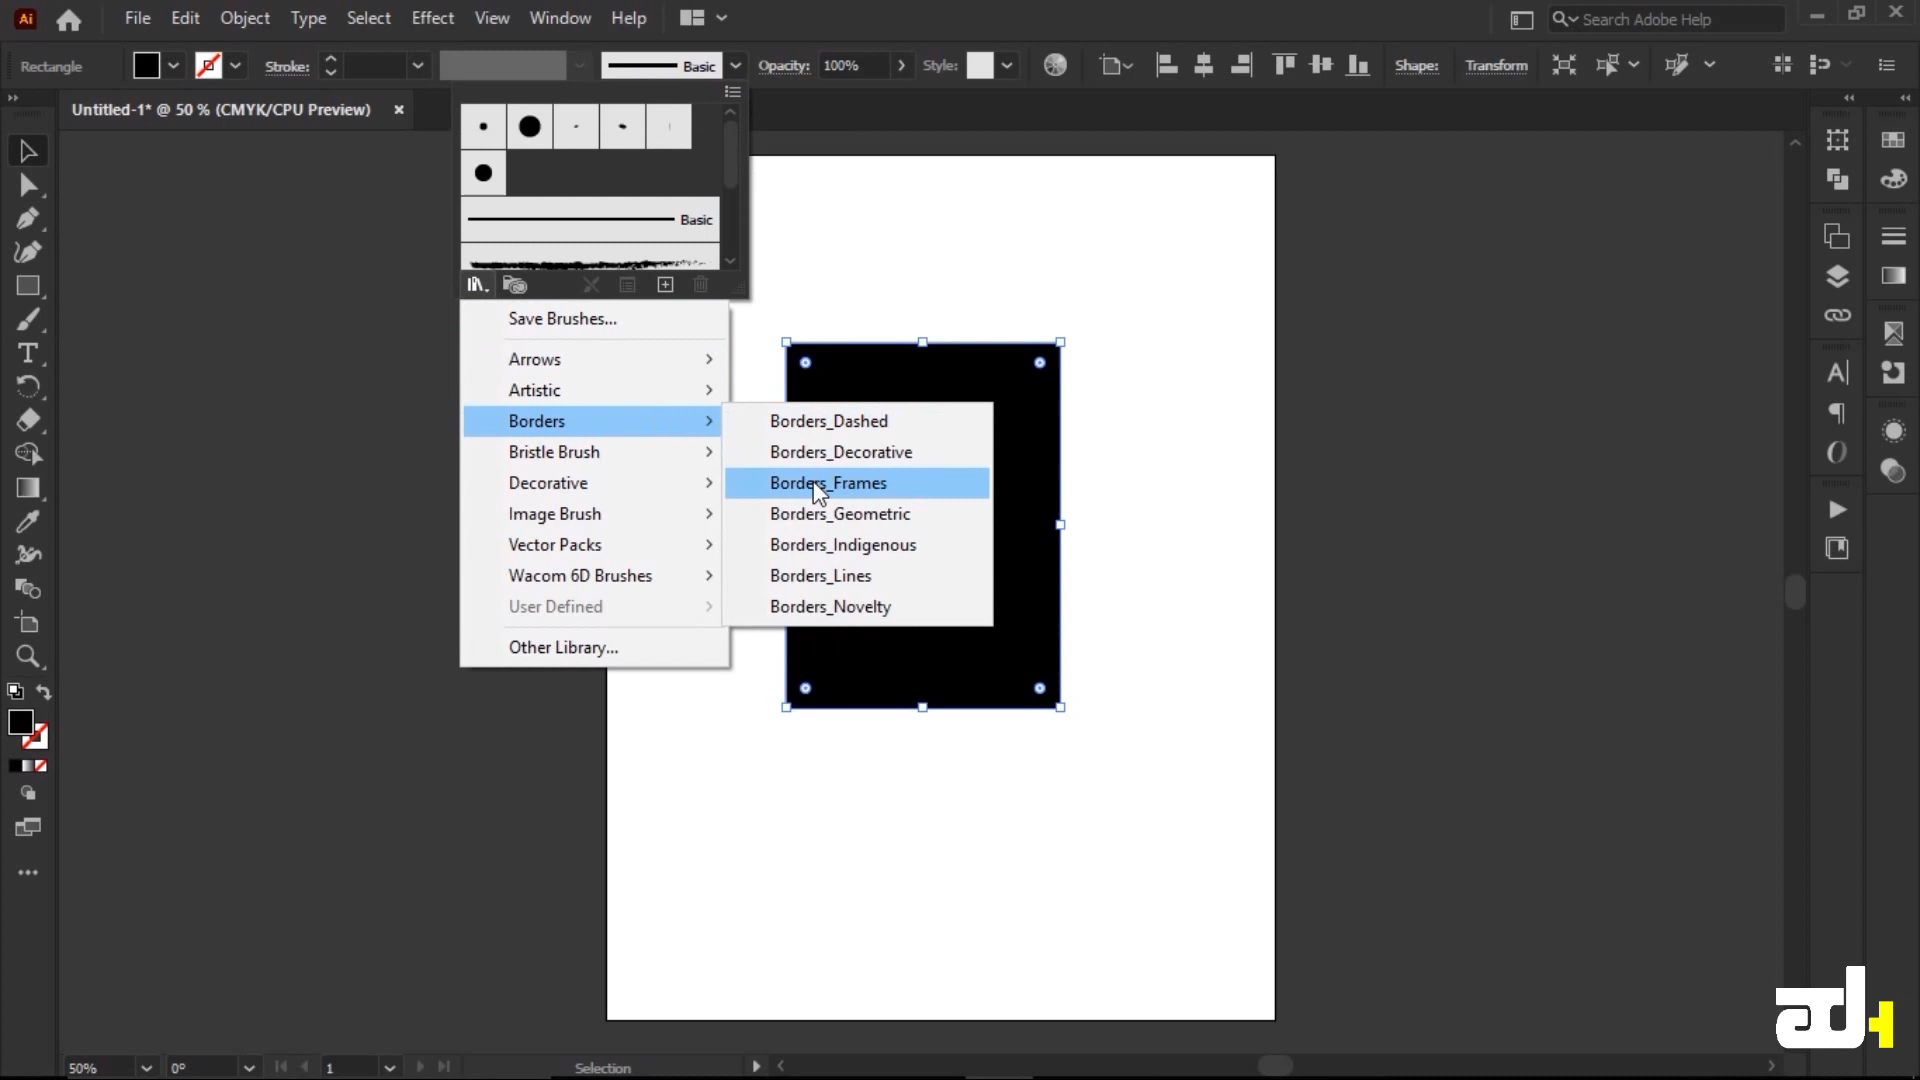 Ai File Edit Object Type Select Effect View Window Help Search Adobe Help
Rectangle Stroke: Basic Opacity: 100% Style: Shape: Transform
Untitled-1* @ 50 % (CMYK/CPU Preview)
Basic
Save Brushes...
Arrows
Artistic
Borders
Bristle Brush
Decorative
Image Brush
Vector Packs
Wacom 6D Brushes
User Defined
Other Library...
Borders_Dashed
Borders_Decorative
Borders_Frames
Borders_Geometric
Borders_Indigenous
Borders_Lines
Borders_Novelty
50% 0° 1 Selection